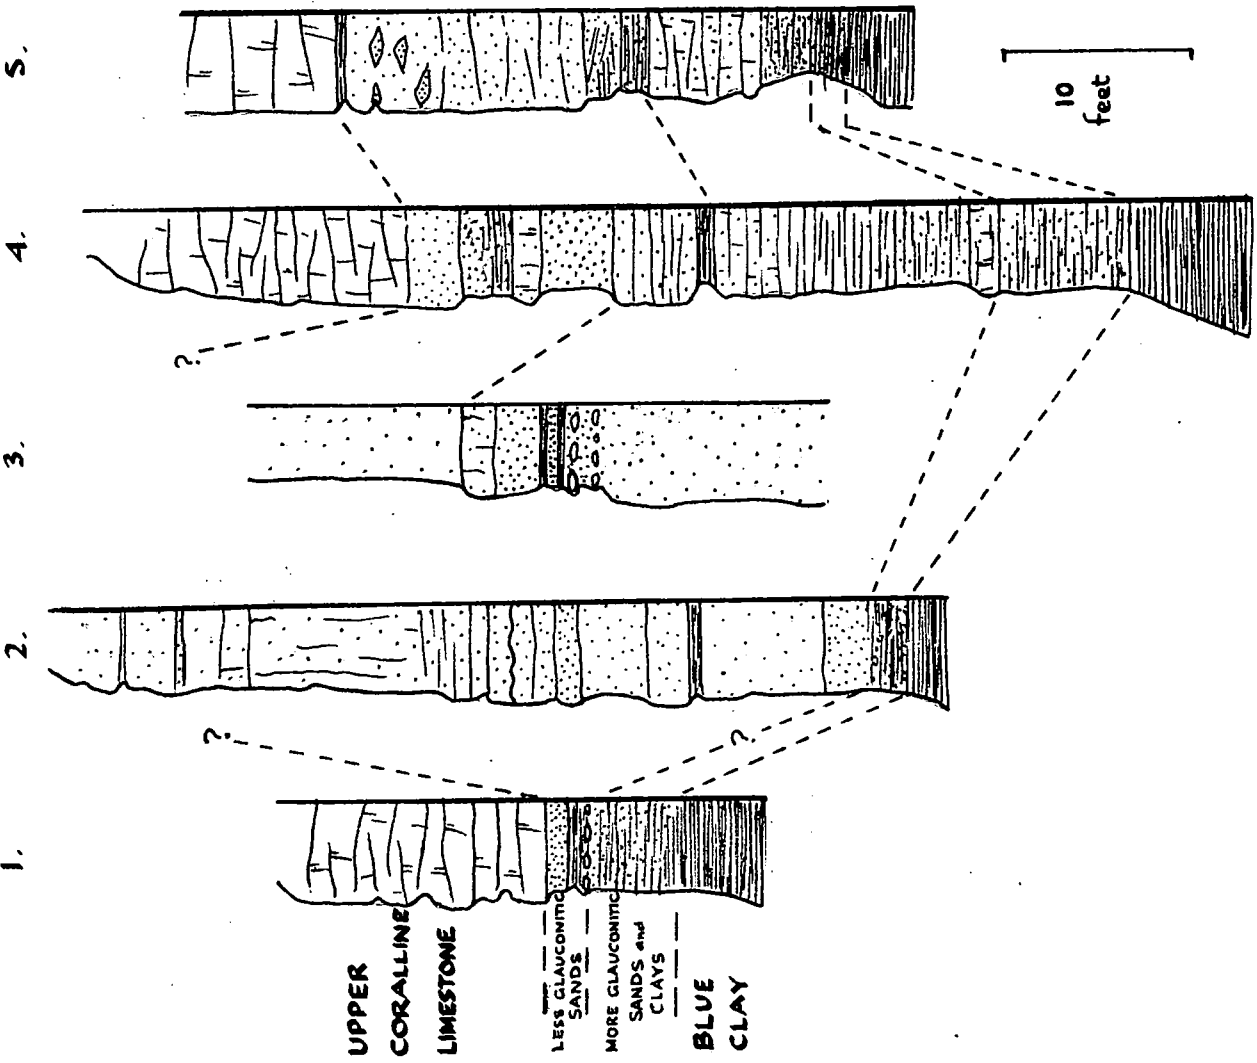 1.
2.
3.
4.
5.
?
?
?
UPPER
CORALLINE
LIMESTONE
LESS GLAUCONITIC
SANDS
MORE GLAUCONITIC
SANDS and
CLAYS
BLUE
CLAY
10
feet